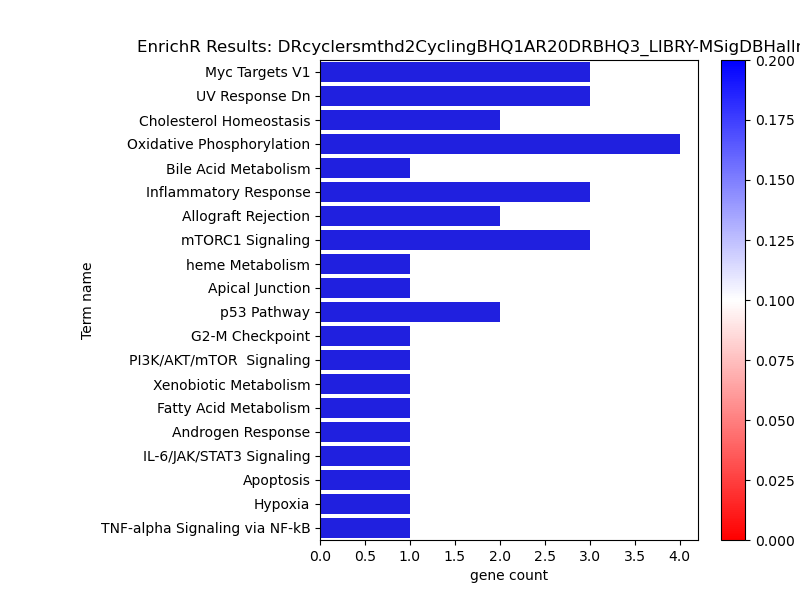 EnrichR Results: DRcyclersmthd2CyclingBHQ1AR20DRBHQ3_LIBRY-MSigDBHallm
Myc Targets V1
UV Response Dn
Cholesterol Homeostasis
Oxidative Phosphorylation
Bile Acid Metabolism
Inflammatory Response
Allograft Rejection
mTORC1 Signaling
heme Metabolism
Apical Junction
p53 Pathway
G2-M Checkpoint
PI3K/AKT/mTOR  Signaling
Xenobiotic Metabolism
Fatty Acid Metabolism
Androgen Response
IL-6/JAK/STAT3 Signaling
Apoptosis
Hypoxia
TNF-alpha Signaling via NF-kB
Term name
0.0 0.5 1.0 1.5 2.0 2.5 3.0 3.5 4.0
gene count
0.200
0.175
0.150
0.125
0.100
0.075
0.050
0.025
0.000